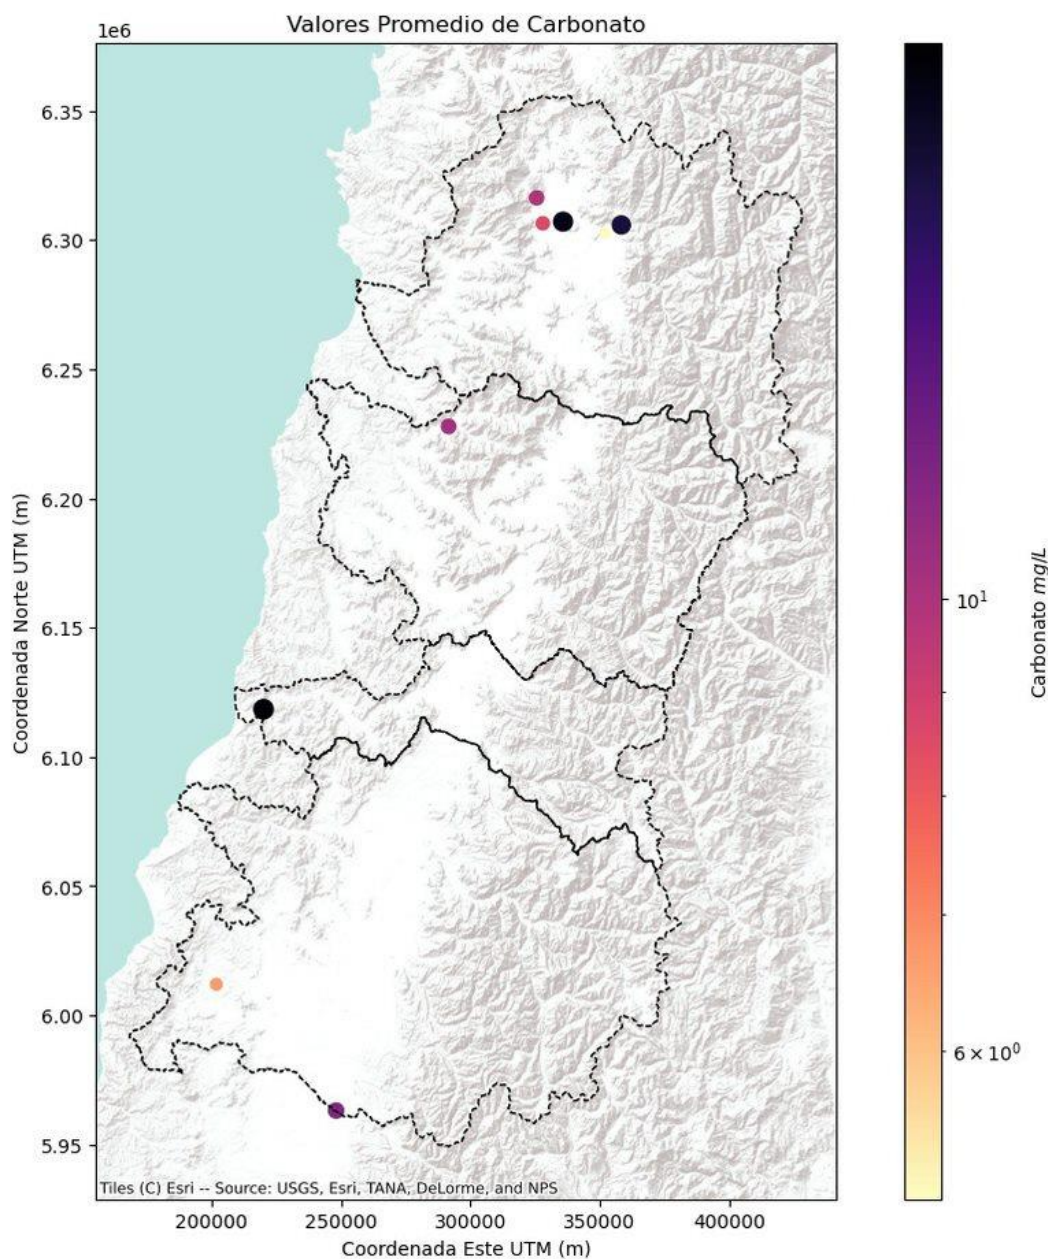 Valores Promedio de Carbonato
1e6
6.35
6.30
6.25
6.20
6.15
6.10
6.05
6.00
5.95
Coordenada Norte UTM (m)
Tiles (C) Esri -- Source: USGS, Esri, TANA, DeLorme, and NPS
200000 250000 300000 350000 400000
Coordenada Este UTM (m)
10¹
6 × 10⁰
Carbonato mg/L